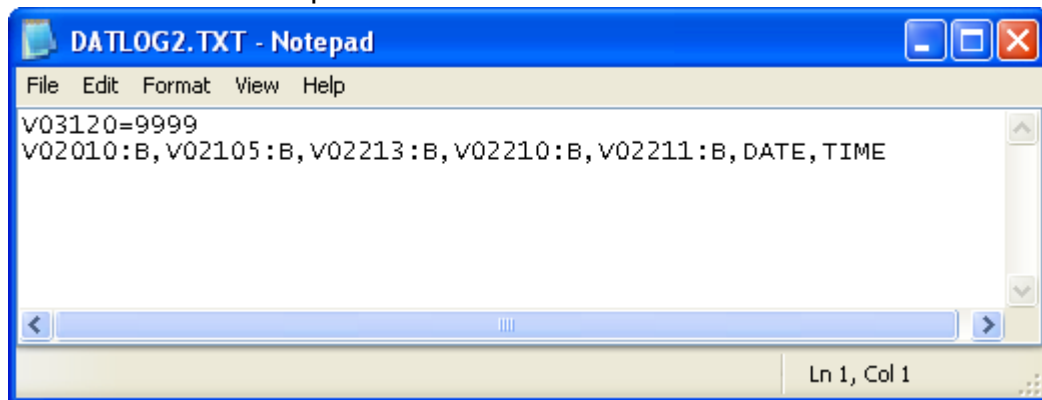 DATLOG2.TXT - Notepad
File Edit Format View Help
V03120=9999
V02010:B,V02105:B,V02213:B,V02210:B,V02211:B,DATE,TIME
Ln 1, Col 1